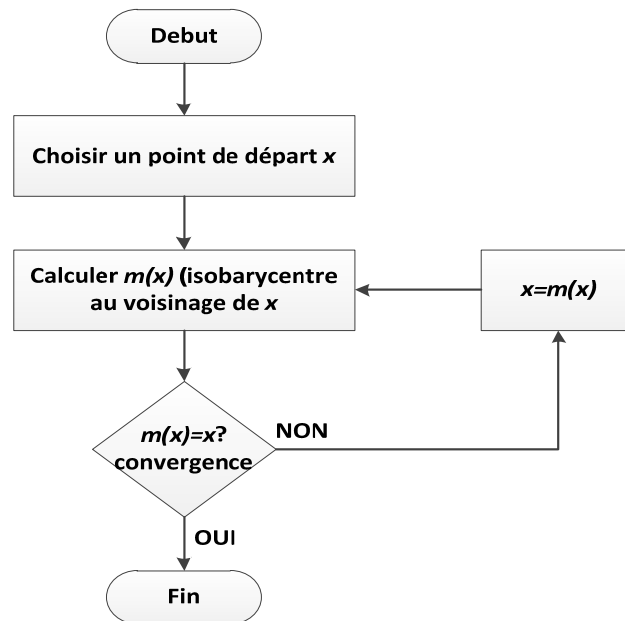 Debut
Choisir un point de départ x
Calculer m(x) (isobarycentre
au voisinage de x
x=m(x)
m(x)=x?
convergence
NON
OUI
Fin